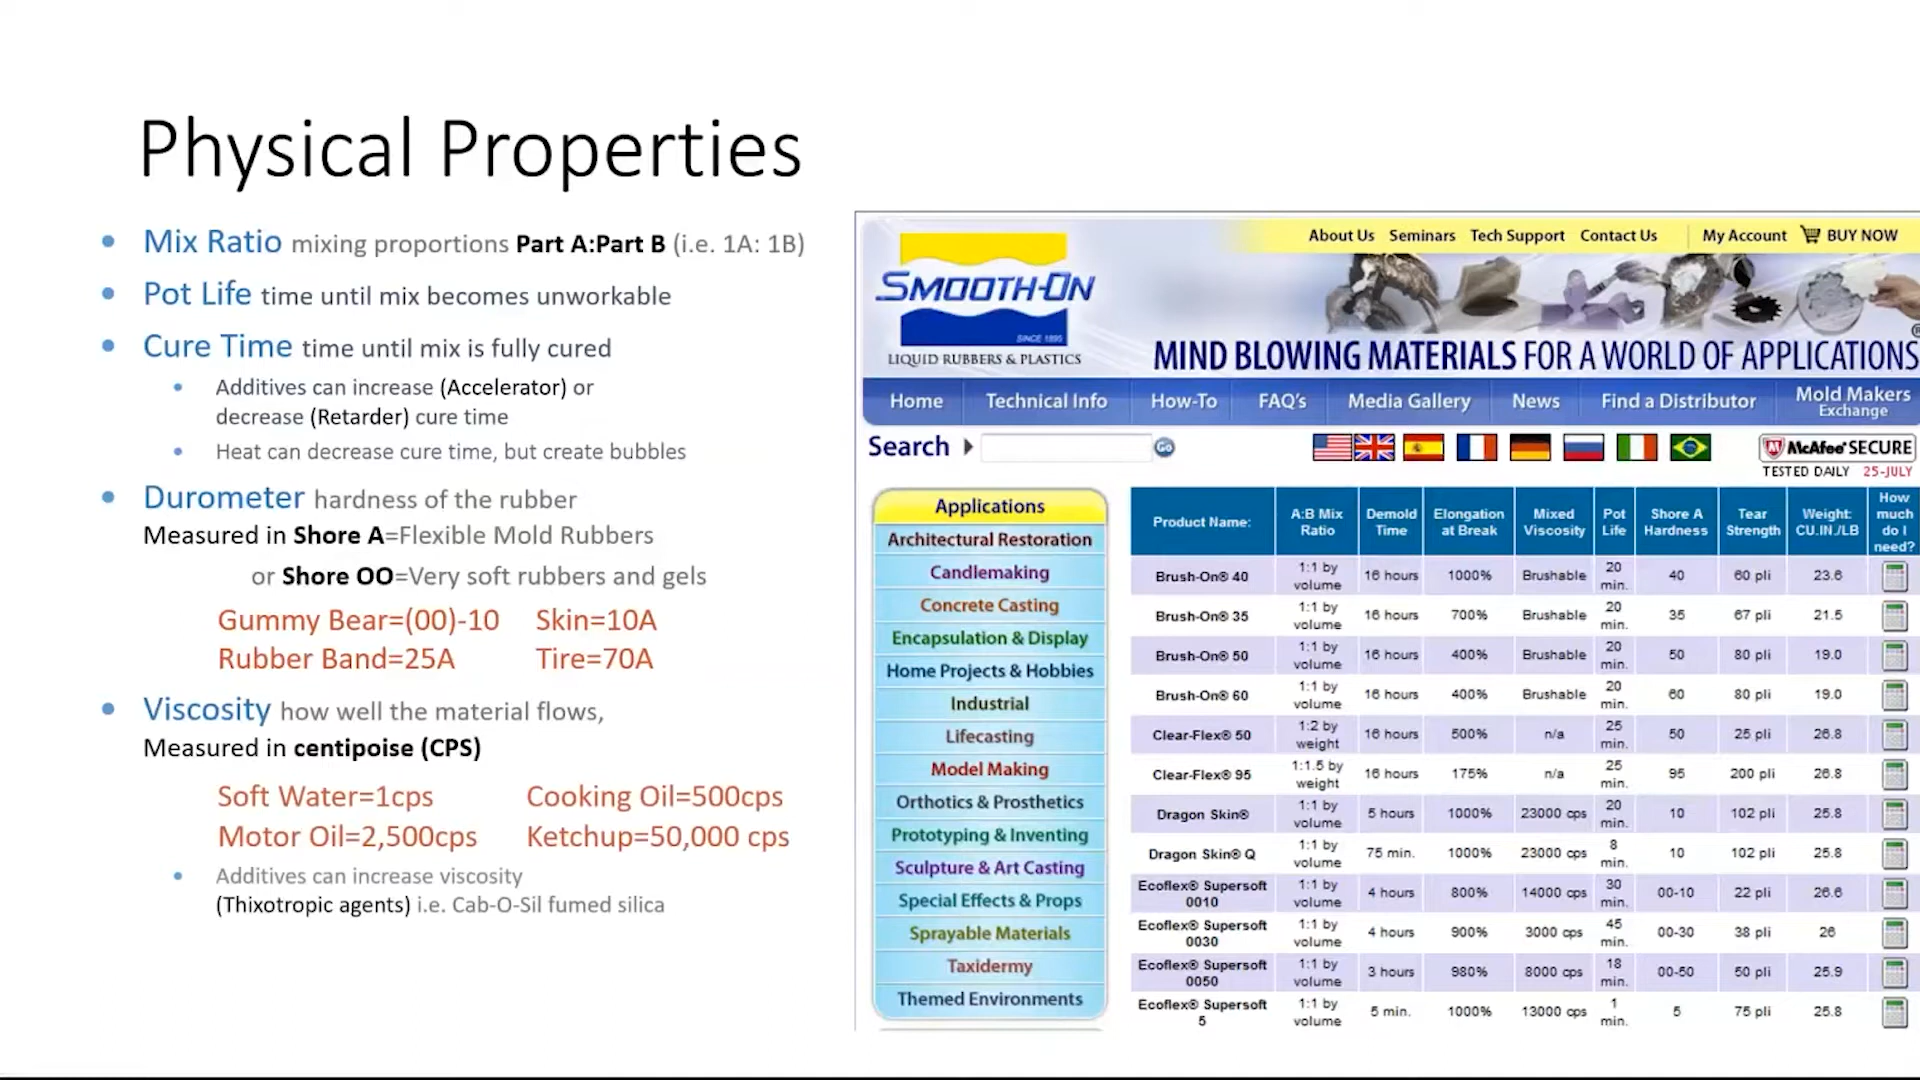 Physical Properties
• Mix Ratio mixing proportions Part A:Part B (i.e. 1A: 1B)
• Pot Life time until mix becomes unworkable
• Cure Time time until mix is fully cured
• Additives can increase (Accelerator) or
decrease (Retarder) cure time
• Heat can decrease cure time, but create bubbles
• Durometer hardness of the rubber
Measured in Shore A=Flexible Mold Rubbers
or Shore OO=Very soft rubbers and gels
Gummy Bear=(00)-10 Skin=10A
Rubber Band=25A Tire=70A
• Viscosity how well the material flows,
Measured in centipoise (CPS)
Soft Water=1cps Cooking Oil=500cps
Motor Oil=2,500cps Ketchup=50,000 cps
• Additives can increase viscosity
(Thixotropic agents) i.e. Cab-O-Sil fumed silica
About Us Seminars Tech Support Contact Us My Account BUY NOW
SMOOTH-ON
SINCE 1895
LIQUID RUBBERS & PLASTICS
MIND BLOWING MATERIALS FOR A WORLD OF APPLICATIONS®
Home Technical Info How-To FAQ's Media Gallery News Find a Distributor Mold Makers Exchange
Search Go
McAfee SECURE
TESTED DAILY 25-JULY
Applications
Architectural Restoration
Candlemaking
Concrete Casting
Encapsulation & Display
Home Projects & Hobbies
Industrial
Lifecasting
Model Making
Orthotics & Prosthetics
Prototyping & Inventing
Sculpture & Art Casting
Special Effects & Props
Sprayable Materials
Taxidermy
Themed Environments
Product Name: A:B Mix Ratio Demold Time Elongation at Break Mixed Viscosity Pot Life Shore A Hardness Tear Strength Weight: CU.IN./LB How much do I need?
Brush-On® 40 1:1 by volume 16 hours 1000% Brushable 20 min. 40 60 pli 23.6
Brush-On® 35 1:1 by volume 16 hours 700% Brushable 20 min. 35 67 pli 21.5
Brush-On® 50 1:1 by volume 16 hours 400% Brushable 20 min. 50 80 pli 19.0
Brush-On® 60 1:1 by volume 16 hours 400% Brushable 20 min. 60 80 pli 19.0
Clear-Flex® 50 1:2 by weight 16 hours 500% n/a 25 min. 50 25 pli 26.8
Clear-Flex® 95 1:1.5 by weight 16 hours 175% n/a 25 min. 95 200 pli 26.8
Dragon Skin® 1:1 by volume 5 hours 1000% 23000 cps 20 min. 10 102 pli 25.8
Dragon Skin® Q 1:1 by volume 75 min. 1000% 23000 cps 8 min. 10 102 pli 25.8
Ecoflex® Supersoft 0010 1:1 by volume 4 hours 800% 14000 cps 30 min. 00-10 22 pli 26.6
Ecoflex® Supersoft 0030 1:1 by volume 4 hours 900% 3000 cps 45 min. 00-30 38 pli 26
Ecoflex® Supersoft 0050 1:1 by volume 3 hours 980% 8000 cps 18 min. 00-50 50 pli 25.9
Ecoflex® Supersoft 5 1:1 by volume 5 min. 1000% 13000 cps 1 min. 5 75 pli 25.8